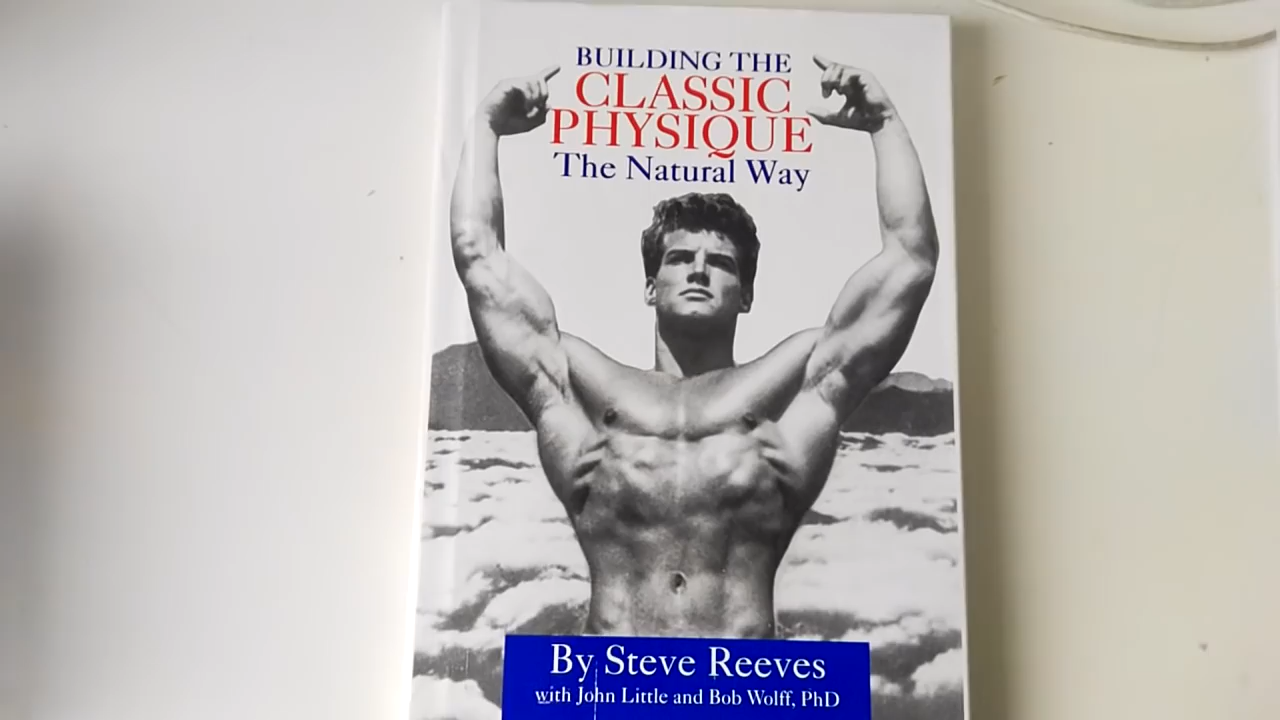 BUILDING THE
CLASSIC
PHYSIQUE
The Natural Way
By Steve Reeves
with John Little and Bob Wolff, PhD